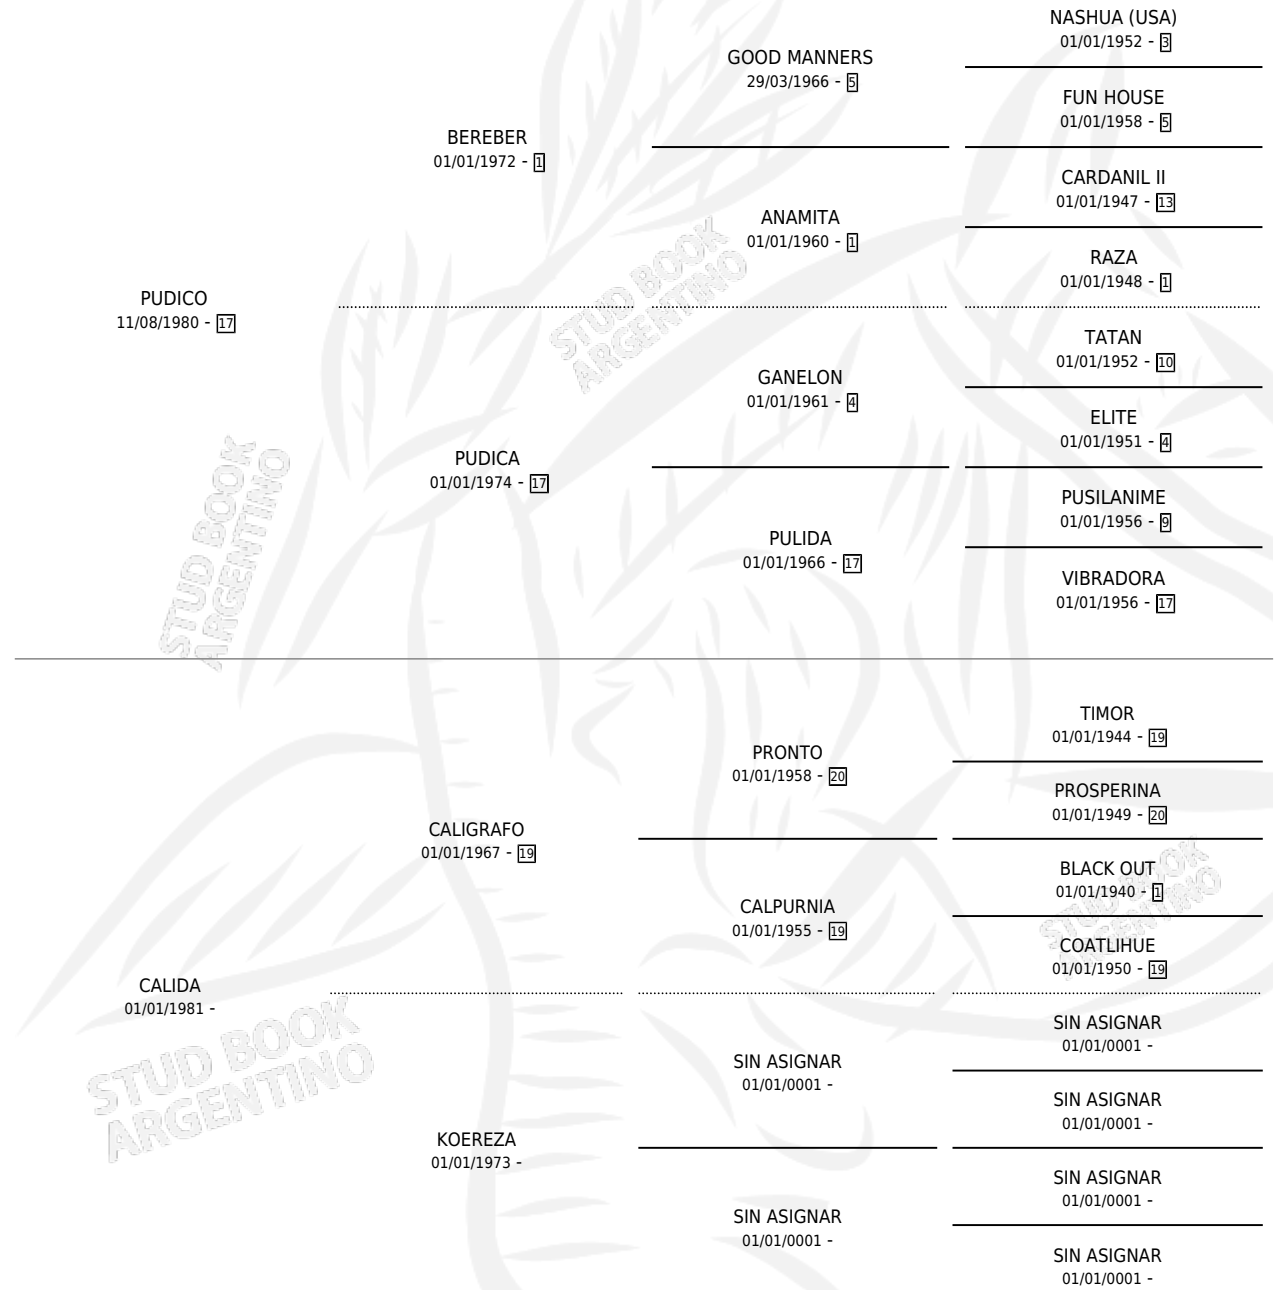 NASHUA (USA)
01/01/1952 - 3
GOOD MANNERS
29/03/1966 - 5
FUN HOUSE
01/01/1958 - 5
BEREBER
01/01/1972 - 1
CARDANIL II
01/01/1947 - 13
ANAMITA
01/01/1960 - 1
RAZA
01/01/1948 - 1
PUDICO
11/08/1980 - 17
TATAN
01/01/1952 - 10
GANELON
01/01/1961 - 4
ELITE
01/01/1951 - 4
PUDICA
01/01/1974 - 17
PUSILANIME
01/01/1956 - 9
PULIDA
01/01/1966 - 17
VIBRADORA
01/01/1956 - 17
STUD BOOK
ARGENTINO
STUD BOOK
ARGENTINO
TIMOR
01/01/1944 - 19
PRONTO
01/01/1958 - 20
PROSPERINA
01/01/1949 - 20
CALIGRAFO
01/01/1967 - 19
BLACK OUT
01/01/1940 - 1
CALPURNIA
01/01/1955 - 19
COATLIHUE
01/01/1950 - 19
CALIDA
01/01/1981 -
SIN ASIGNAR
01/01/0001 -
SIN ASIGNAR
01/01/0001 -
SIN ASIGNAR
01/01/0001 -
KOEREZA
01/01/1973 -
SIN ASIGNAR
01/01/0001 -
SIN ASIGNAR
01/01/0001 -
SIN ASIGNAR
01/01/0001 -
STUD BOOK
ARGENTINO
STUD BOOK
ARGENTINO